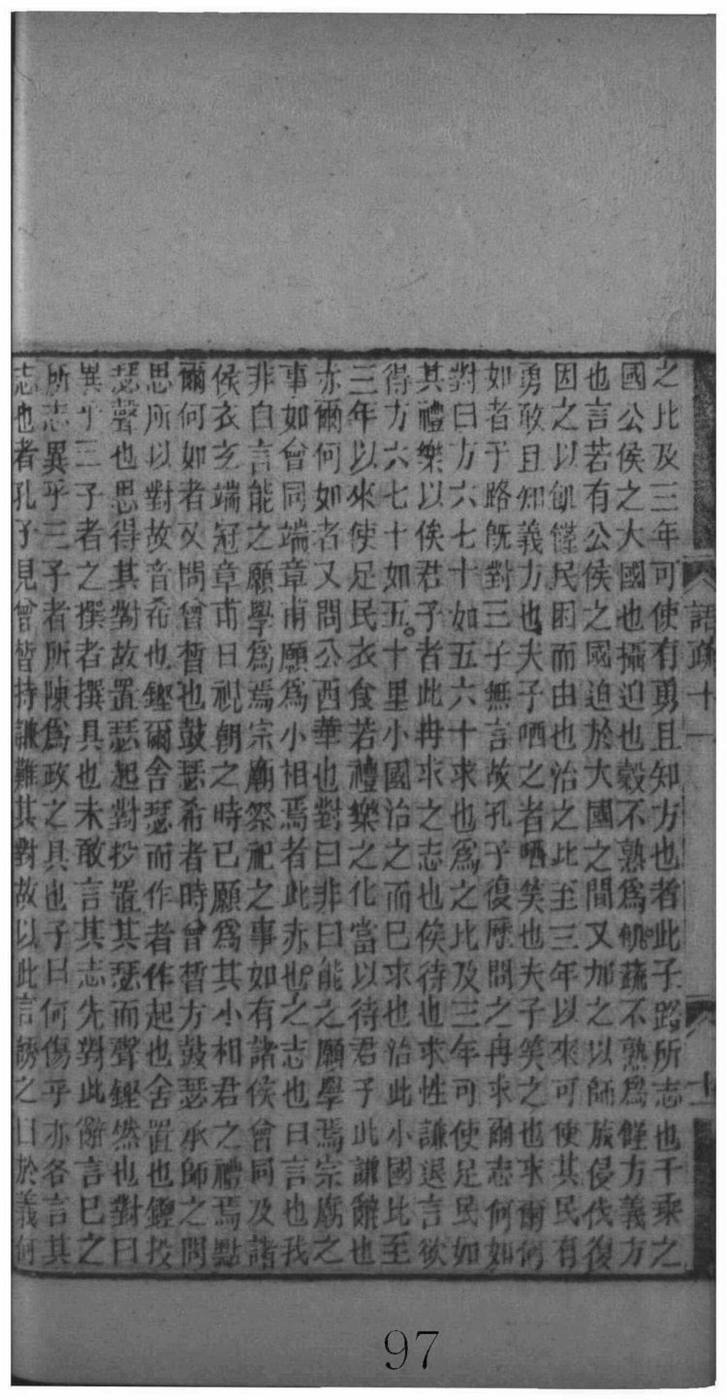 語疏十一
十一
之比及三年可使有勇且知方也者此子路所志也千乘之
國公侯之大國也攝迫也穀不熟爲飢蔬不熟爲饉方義方
也言若有公侯之國迫於大國之間又加之以師旅侵伐復
因之以飢饉民困而由也治之比至三年以來可使其民有
勇敢且知義方也夫子哂之者哂笑也夫子笑之也求爾何
如者子路旣對三子無言故孔子復歷問之冉求爾志何如
對曰方六七十如五六十求也爲之比及三年可使足民如
其禮樂以俟君子者此冉求之志也俟待也求性謙退言欲
得方六七十如五六十里小國治之而已求也治此小國比至
三年以來使足民衣食若禮樂之化當以待君子此謙辭也
赤爾何如者又問公西華也對曰非曰能之願學焉宗廟之
事如會同端章甫願爲小相焉者此赤也之志也曰言也我
非自言能之願學爲焉宗廟祭祀之事如有諸侯會同及諸
侯衣玄端冠章甫日視朝之時已願爲其小相君之禮焉點
爾何如者又問曾皙也鼓瑟希者時曾皙方鼓瑟承師之問
思所以對故音希也鏗爾舍瑟而作者作起也舍置也鏗投
瑟聲也思得其對故置瑟起對投置其瑟而聲鏗然也對曰
異乎三子者之撰者撰具也未敢言其志先對此辭言已之
所志異乎三子者所陳爲政之具也子曰何傷乎亦各言其
志也者孔子見曾皙持謙難其對故以此言誘之曰於義何